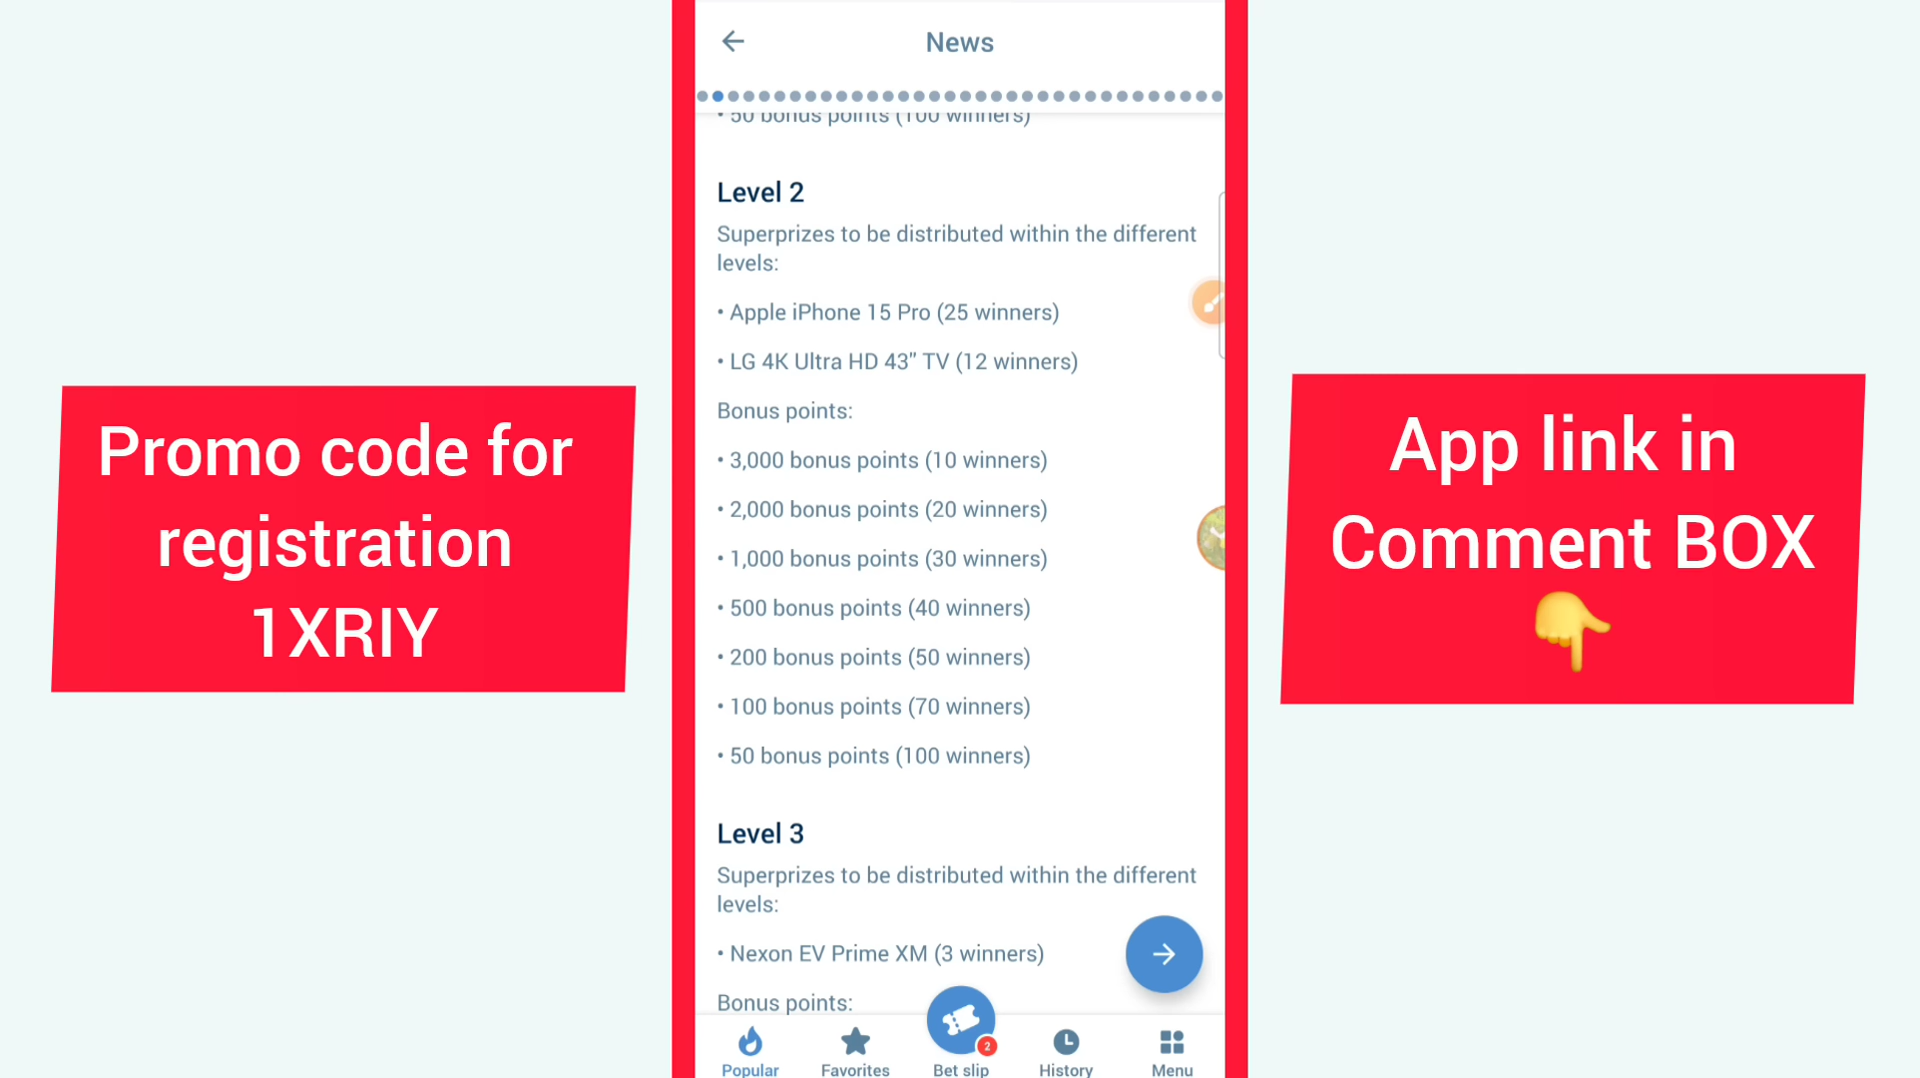 Promo code for
registration
1XRIY
News
• 50 bonus points (100 winners)
Level 2
Superprizes to be distributed within the different
levels:
• Apple iPhone 15 Pro (25 winners)
• LG 4K Ultra HD 43" TV (12 winners)
Bonus points:
• 3,000 bonus points (10 winners)
• 2,000 bonus points (20 winners)
• 1,000 bonus points (30 winners)
• 500 bonus points (40 winners)
• 200 bonus points (50 winners)
• 100 bonus points (70 winners)
• 50 bonus points (100 winners)
Level 3
Superprizes to be distributed within the different
levels:
• Nexon EV Prime XM (3 winners)
Bonus points:
2
Popular Favorites Bet slip History Menu
App link in
Comment BOX
👇